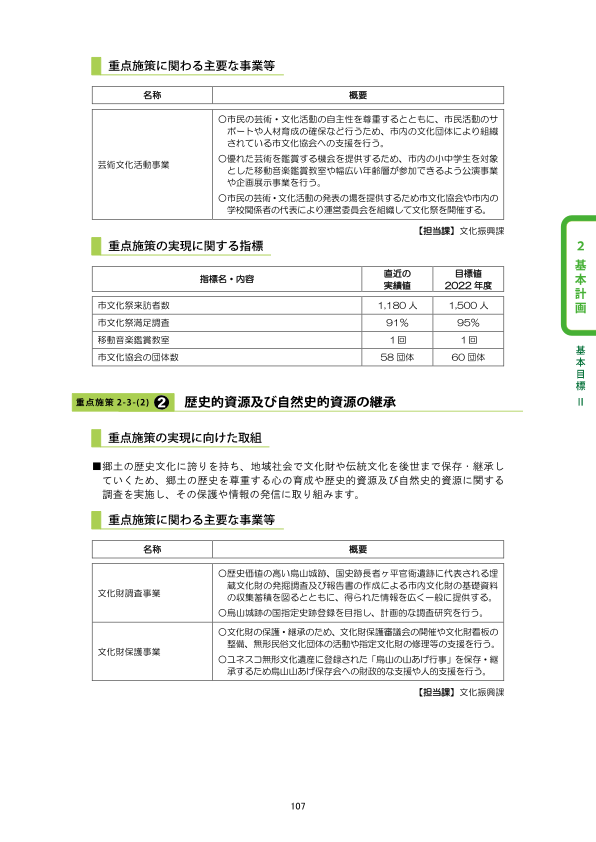 重点施策に関わる主要な事業等
名称 概要
芸術文化活動事業
〇市民の芸術・文化活動の自主性を尊重するとともに、市民活動のサ
ポートや人材育成の確保など行うため、市内の文化団体により組織
されている市文化協会への支援を行う。
〇優れた芸術を鑑賞する機会を提供するため、市内の小中学生を対象
とした移動音楽鑑賞教室や幅広い年齢層が参加できるよう公演事業
や企画展示事業を行う。
〇市民の芸術・文化活動の発表の場を提供するため市文化協会や市内の
学校関係者の代表により運営委員会を組織して文化祭を開催する。
【担当課】文化振興課
重点施策の実現に関する指標
指標名・内容 直近の実績値 目標値2022 年度
市文化祭来訪者数 1,180 人 1,500 人
市文化祭満足調査 91% 95%
移動音楽鑑賞教室 1 回 1 回
市文化協会の団体数 58 団体 60 団体
重点施策 2-3-(2) ❷ 歴史的資源及び自然史的資源の継承
重点施策の実現に向けた取組
■郷土の歴史文化に誇りを持ち、地域社会で文化財や伝統文化を後世まで保存・継承し
ていくため、郷土の歴史を尊重する心の育成や歴史的資源及び自然史的資源に関する
調査を実施し、その保護や情報の発信に取り組みます。
重点施策に関わる主要な事業等
名称 概要
文化財調査事業
〇歴史価値の高い烏山城跡、国史跡長者ヶ平官衙遺跡に代表される埋
蔵文化財の発掘調査及び報告書の作成による市内文化財の基礎資料
の収集蓄積を図るとともに、得られた情報を広く一般に提供する。
〇烏山城跡の国指定史跡登録を目指し、計画的な調査研究を行う。
文化財保護事業
〇文化財の保護・継承のため、文化財保護審議会の開催や文化財看板の
整備、無形民俗文化団体の活動や指定文化財の修理等の支援を行う。
〇ユネスコ無形文化遺産に登録された「烏山の山あげ行事」を保存・継
承するため烏山山あげ保存会への財政的な支援や人的支援を行う。
【担当課】文化振興課
2 基本計画
基本目標 Ⅱ
107